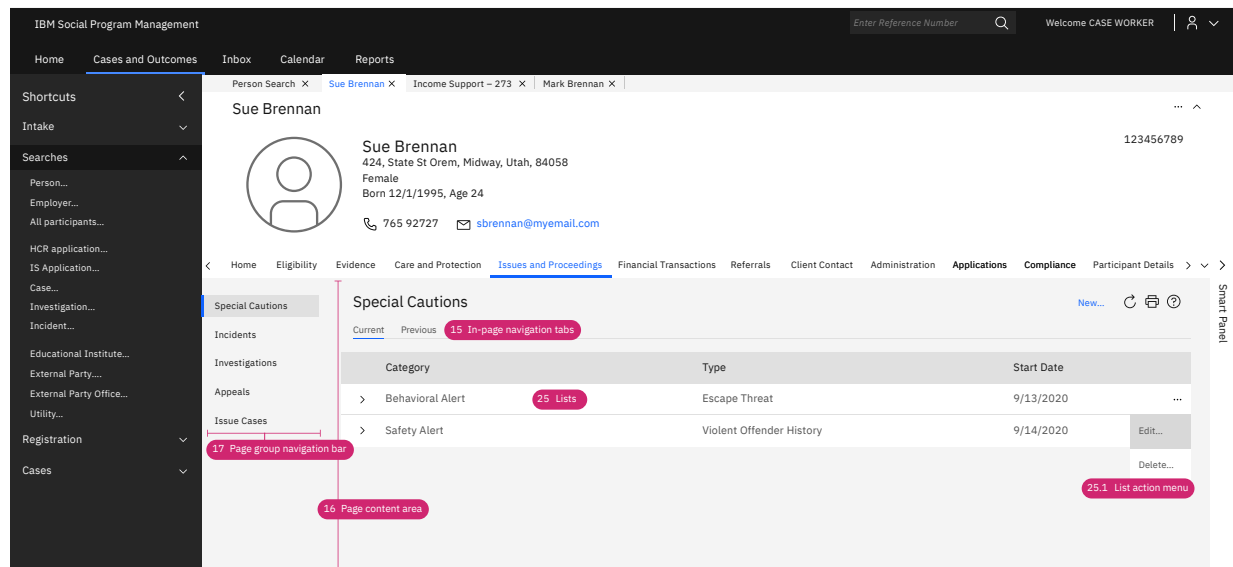 IBM Social Program Management
Enter Reference Number
Welcome CASE WORKER
Home Cases and Outcomes Inbox Calendar Reports
Person Search × Sue Brennan × Income Support – 273 × Mark Brennan ×
Shortcuts
Intake
Searches
Person...
Employer...
All participants...
HCR application...
IS Application...
Case...
Investigation...
Incident...
Educational Institute...
External Party....
External Party Office...
Utility...
Registration
Cases
Sue Brennan
123456789
Sue Brennan
424, State St Orem, Midway, Utah, 84058
Female
Born 12/1/1995, Age 24
765 92727 sbrennan@myemail.com
Home Eligibility Evidence Care and Protection Issues and Proceedings Financial Transactions Referrals Client Contact Administration Applications Compliance Participant Details
Smart Panel
Special Cautions
Incidents
Investigations
Appeals
Issue Cases
17 Page group navigation bar
Special Cautions
New...
Current Previous 15 In-page navigation tabs
Category Type Start Date
Behavioral Alert 25 Lists Escape Threat 9/13/2020 ...
Safety Alert Violent Offender History 9/14/2020 Edit...
Delete...
25.1 List action menu
16 Page content area